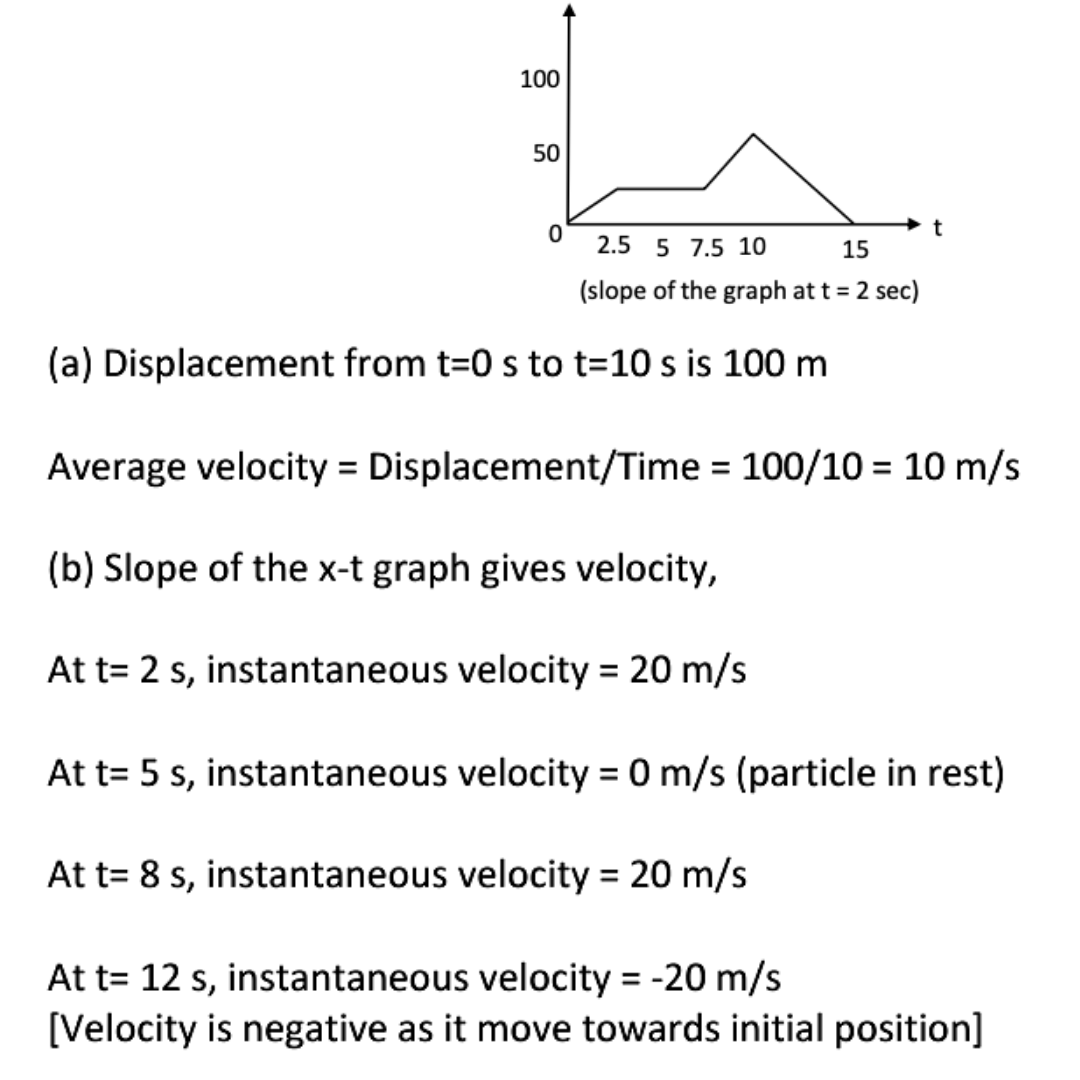 100
50
0
2.5 5 7.5 10 15
t
(slope of the graph at t = 2 sec)
(a) Displacement from t=0 s to t=10 s is 100 m
Average velocity = Displacement/Time = 100/10 = 10 m/s
(b) Slope of the x-t graph gives velocity,
At t= 2 s, instantaneous velocity = 20 m/s
At t= 5 s, instantaneous velocity = 0 m/s (particle in rest)
At t= 8 s, instantaneous velocity = 20 m/s
At t= 12 s, instantaneous velocity = -20 m/s
[Velocity is negative as it move towards initial position]